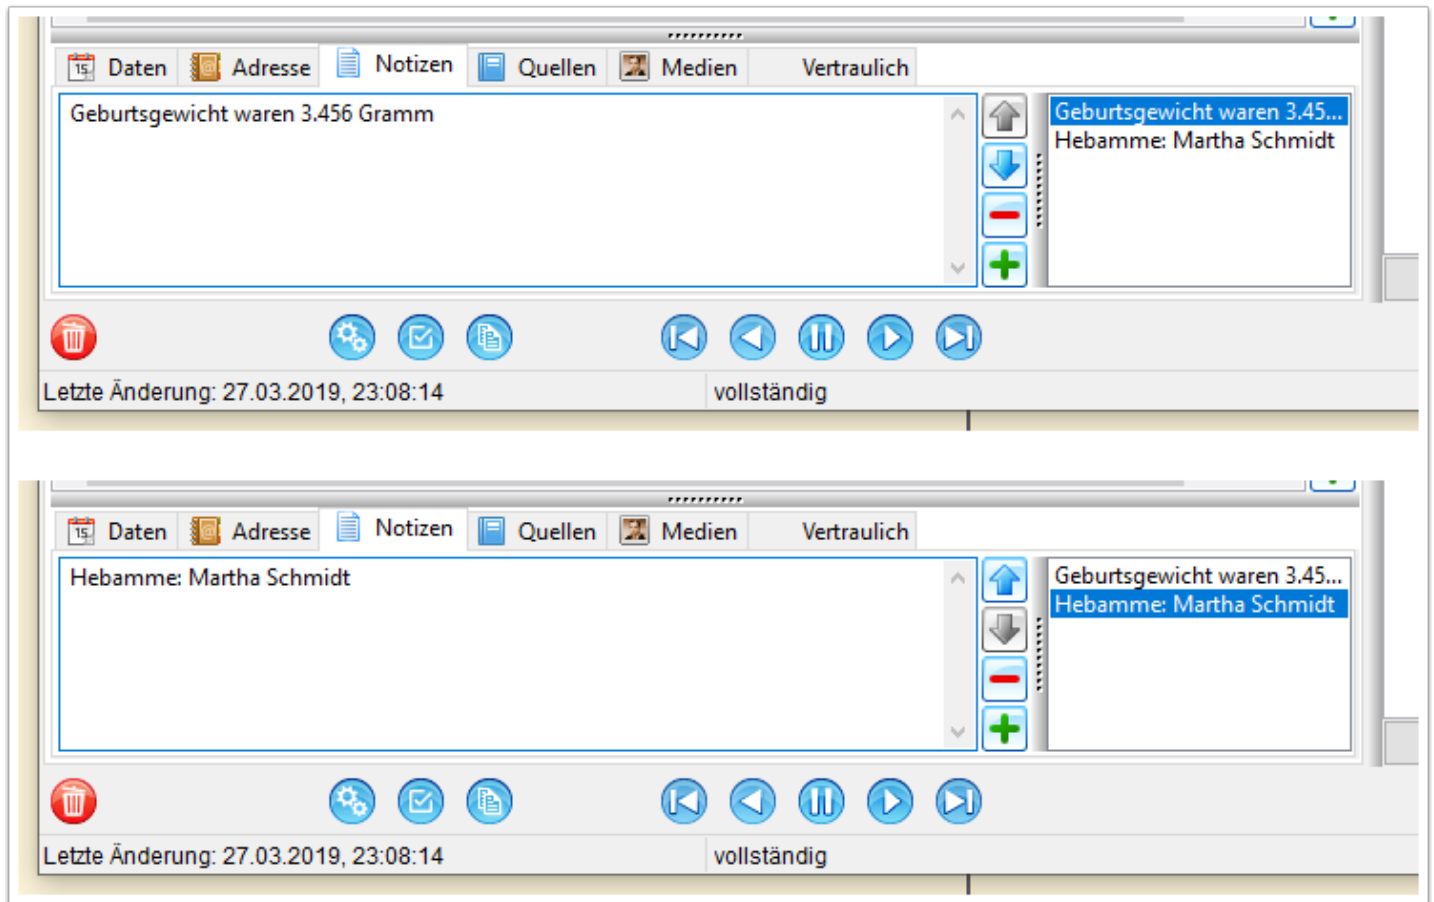 Daten Adresse Notizen Quellen Medien Vertraulich
Geburtsgewicht waren 3.456 Gramm
Geburtsgewicht waren 3.45...
Hebamme: Martha Schmidt
Letzte Änderung: 27.03.2019, 23:08:14 vollständig
Daten Adresse Notizen Quellen Medien Vertraulich
Hebamme: Martha Schmidt
Geburtsgewicht waren 3.45...
Hebamme: Martha Schmidt
Letzte Änderung: 27.03.2019, 23:08:14 vollständig